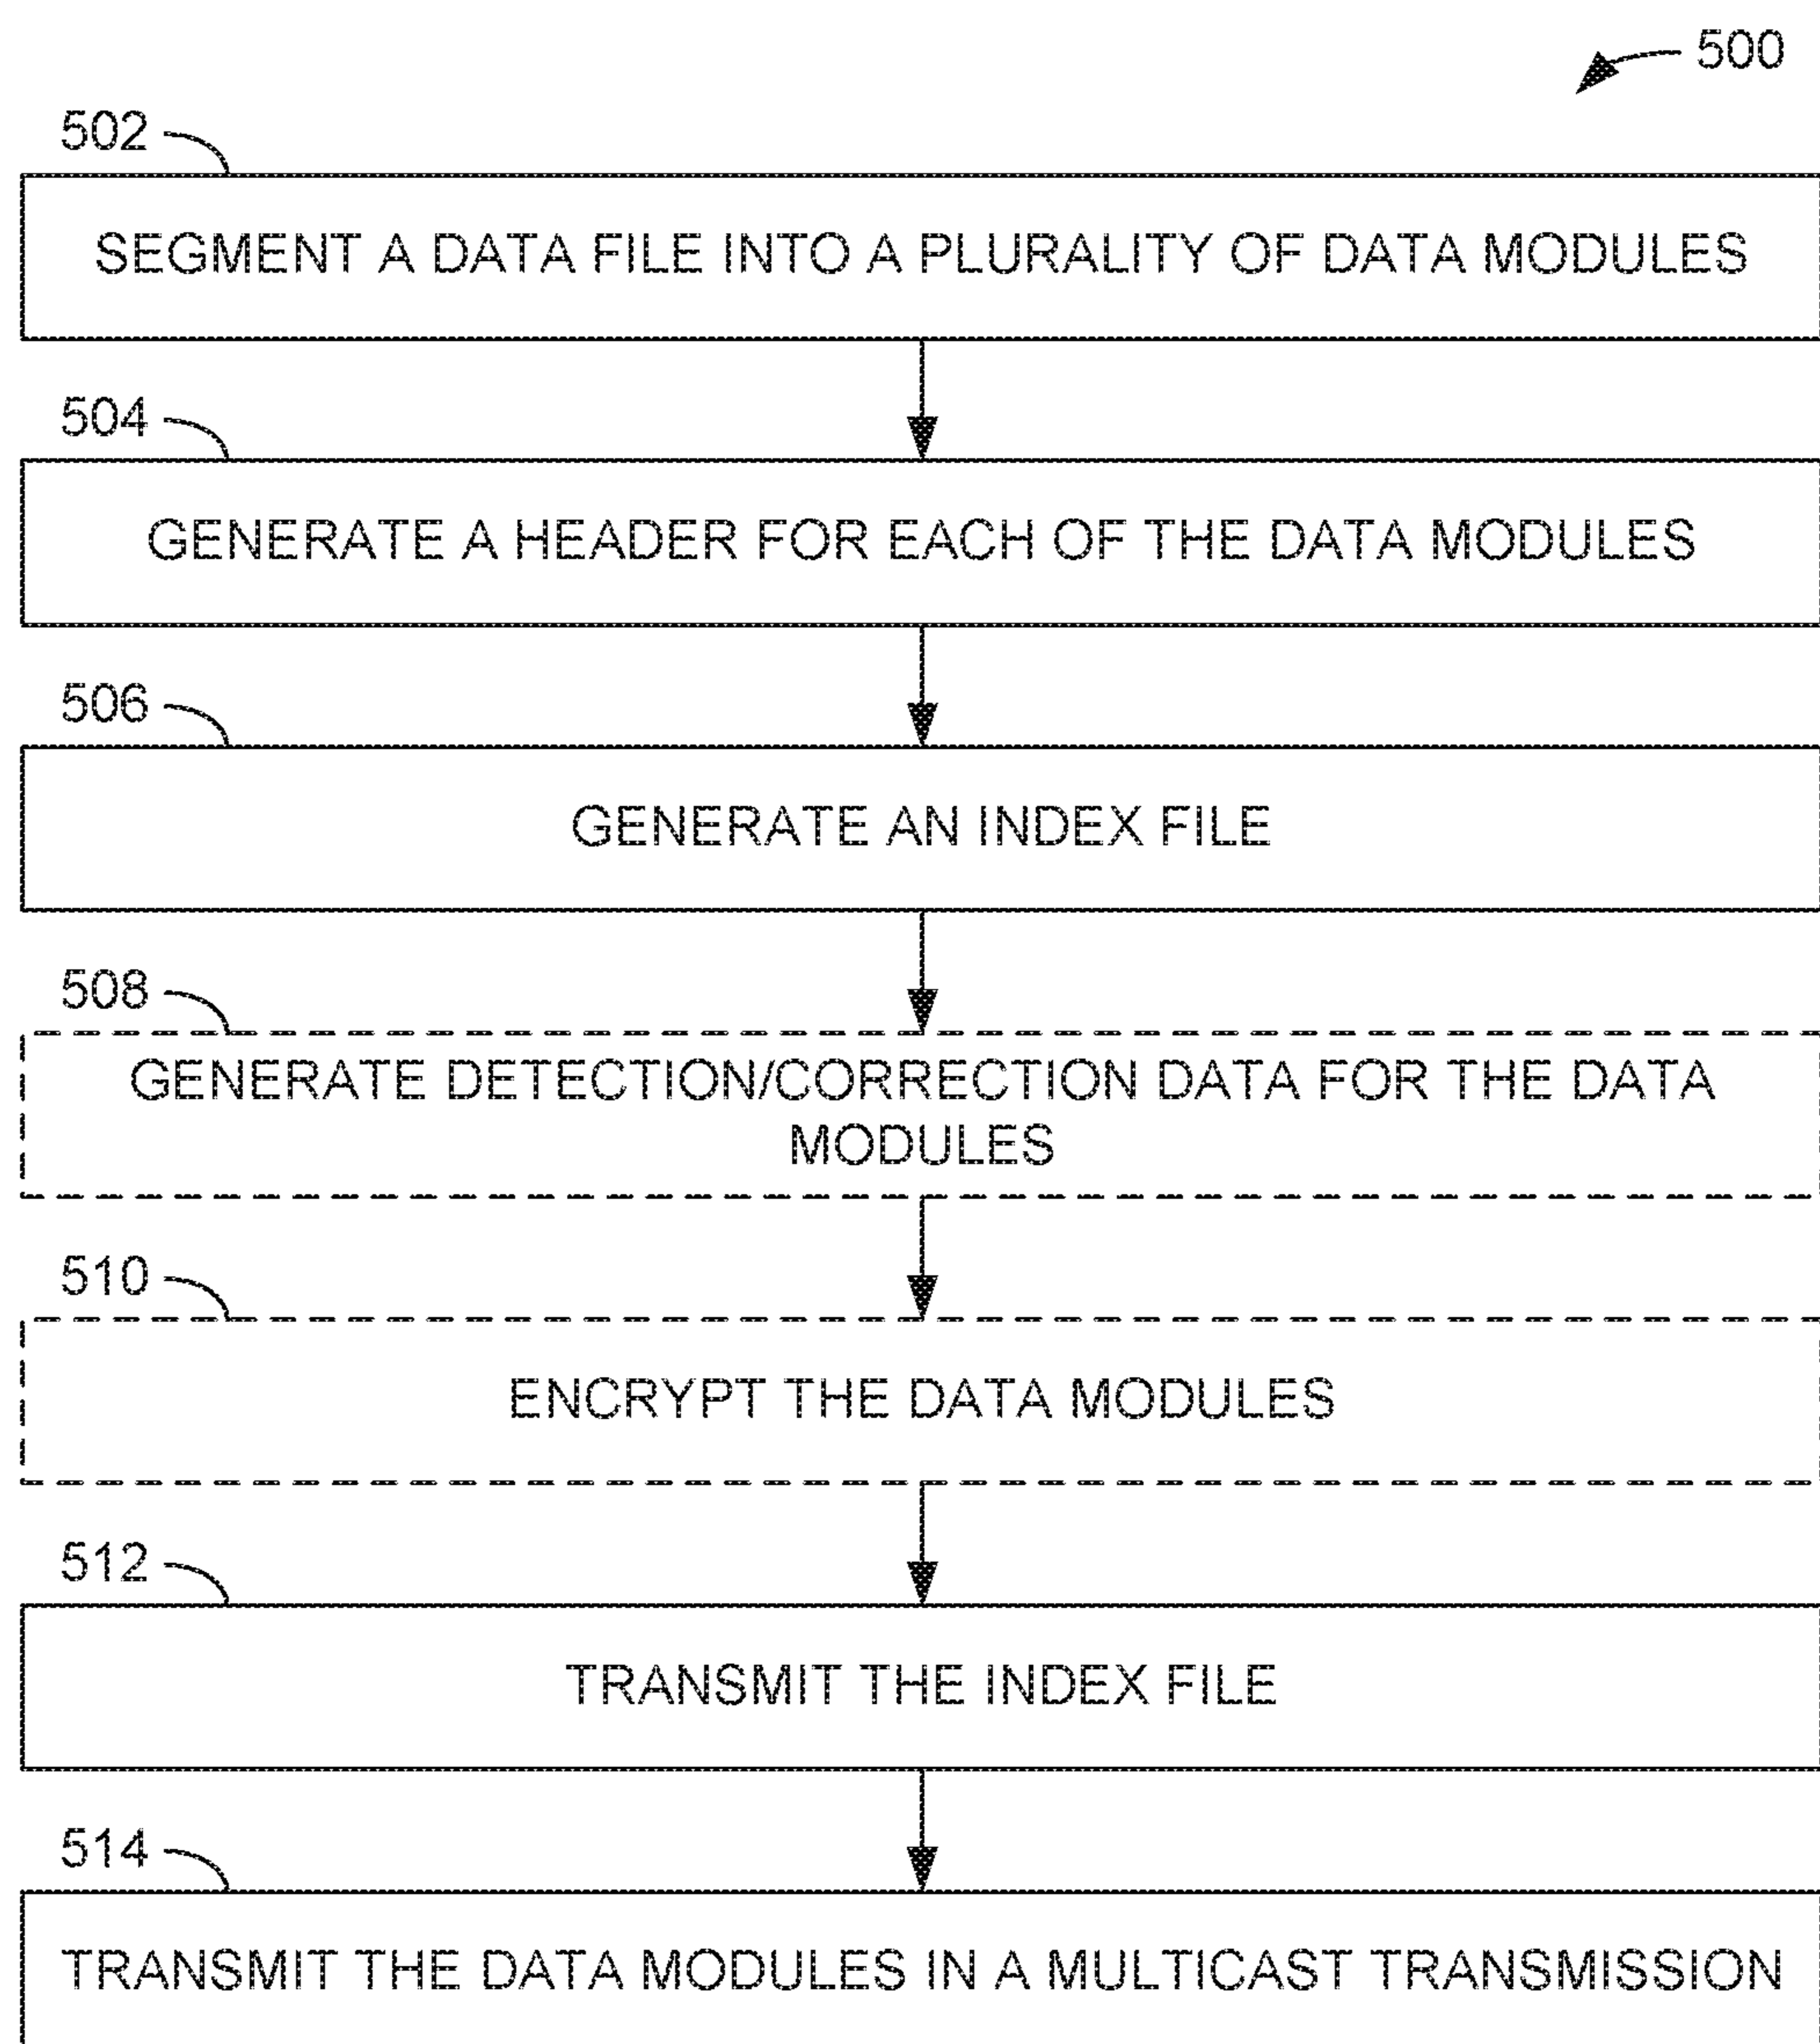 500
502
SEGMENT A DATA FILE INTO A PLURALITY OF DATA MODULES
504
GENERATE A HEADER FOR EACH OF THE DATA MODULES
506
GENERATE AN INDEX FILE
508
GENERATE DETECTION/CORRECTION DATA FOR THE DATA
MODULES
510
ENCRYPT THE DATA MODULES
512
TRANSMIT THE INDEX FILE
514
TRANSMIT THE DATA MODULES IN A MULTICAST TRANSMISSION